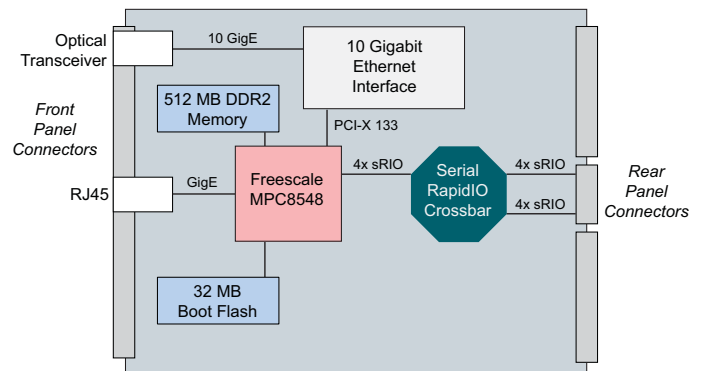 Optical
Transceiver
10 GigE
10 Gigabit
Ethernet
Interface
Front
Panel
Connectors
512 MB DDR2
Memory
PCI-X 133
RJ45
GigE
Freescale
MPC8548
4x sRIO
Serial
RapidIO
Crossbar
4x sRIO
4x sRIO
Rear
Panel
Connectors
32 MB
Boot Flash